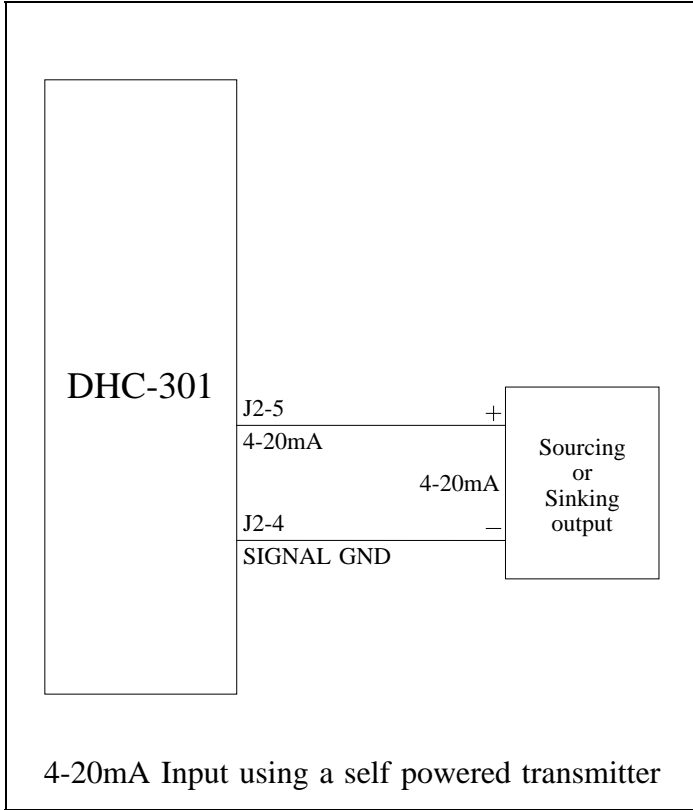 DHC-301
J2-5
+
4-20mA
Sourcing
or
Sinking
output
4-20mA
J2-4
−
SIGNAL GND
4-20mA Input using a self powered transmitter